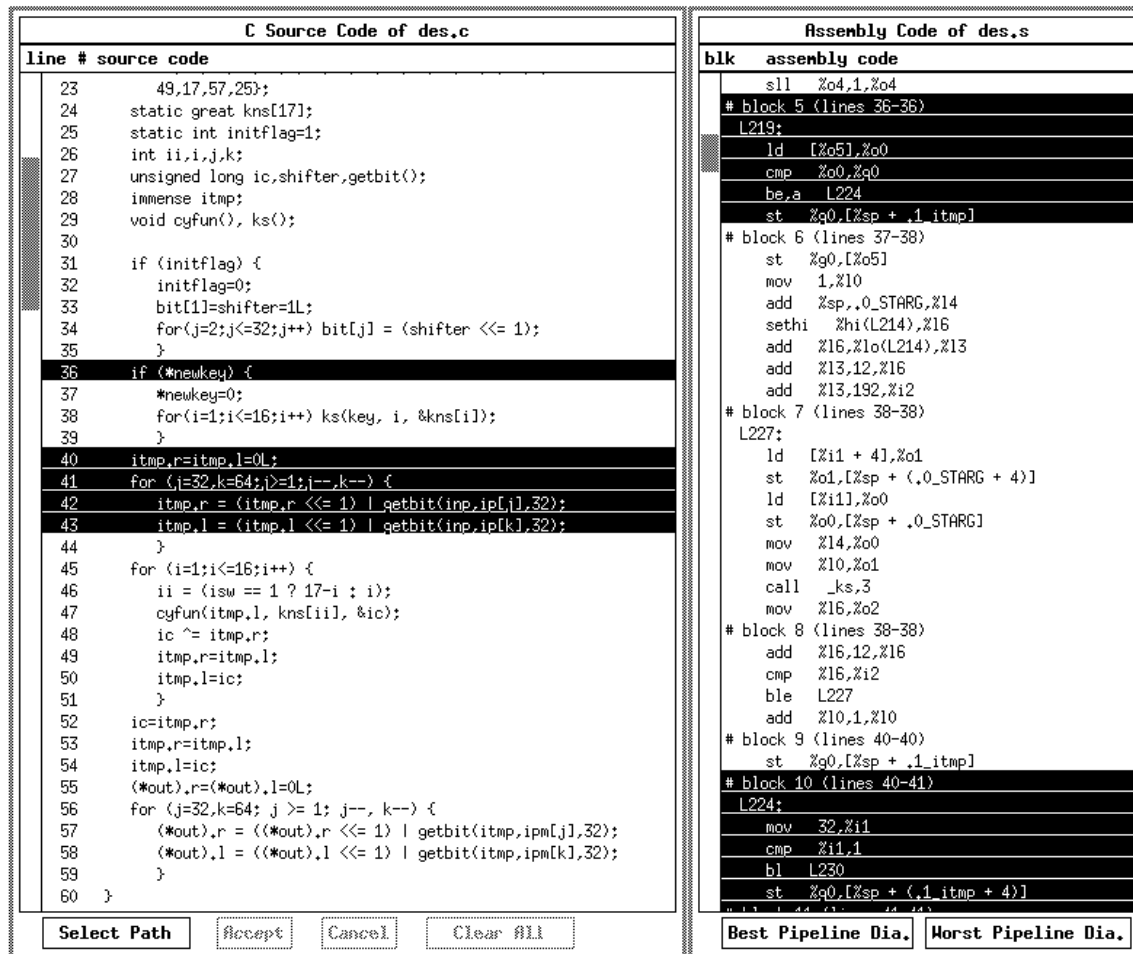 C Source Code of des.c
line # source code
23 49,17,57,25};
24 static great kns[17];
25 static int initflag=1;
26 int ii,i,j,k;
27 unsigned long ic,shifter,getbit();
28 immense itmp;
29 void cyfun(), ks();
30
31 if (initflag) {
32 initflag=0;
33 bit[1]=shifter=1L;
34 for(j=2;j<=32;j++) bit[j] = (shifter <<= 1);
35 }
36 if (*newkey) {
37 *newkey=0;
38 for(i=1;i<=16;i++) ks(key, i, &kns[i]);
39 }
40 itmp.r=itmp.l=0L;
41 for (j=32,k=64;j>=1;j--,k--) {
42 itmp.r = (itmp.r <<= 1) | getbit(inp,ip[j],32);
43 itmp.l = (itmp.l <<= 1) | getbit(inp,ip[k],32);
44 }
45 for (i=1;i<=16;i++) {
46 ii = (isw == 1 ? 17-i : i);
47 cyfun(itmp.l, kns[ii], &ic);
48 ic ^= itmp.r;
49 itmp.r=itmp.l;
50 itmp.l=ic;
51 }
52 ic=itmp.r;
53 itmp.r=itmp.l;
54 itmp.l=ic;
55 (*out).r=(*out).l=0L;
56 for (j=32,k=64; j >= 1; j--, k--) {
57 (*out).r = ((*out).r <<= 1) | getbit(itmp,ipm[j],32);
58 (*out).l = ((*out).l <<= 1) | getbit(itmp,ipm[k],32);
59 }
60 }
Select Path Accept Cancel Clear All
Assembly Code of des.s
blk assembly code
sll %o4,1,%o4
# block 5 (lines 36-36)
L219:
ld [%o5],%o0
cmp %o0,%g0
be,a L224
st %g0,[%sp + .1_itmp]
# block 6 (lines 37-38)
st %g0,[%o5]
mov 1,%l0
add %sp,.0_STARG,%l4
sethi %hi(L214),%l6
add %l6,%lo(L214),%l3
add %l3,12,%l6
add %l3,192,%i2
# block 7 (lines 38-38)
L227:
ld [%i1 + 4],%o1
st %o1,[%sp + (.0_STARG + 4)]
ld [%i1],%o0
st %o0,[%sp + .0_STARG]
mov %l4,%o0
mov %l0,%o1
call _ks,3
mov %l6,%o2
# block 8 (lines 38-38)
add %l6,12,%l6
cmp %l6,%i2
ble L227
add %l0,1,%l0
# block 9 (lines 40-40)
st %g0,[%sp + .1_itmp]
# block 10 (lines 40-41)
L224:
mov 32,%i1
cmp %i1,1
bl L230
st %g0,[%sp + (.1_itmp + 4)]
Best Pipeline Dia. Worst Pipeline Dia.